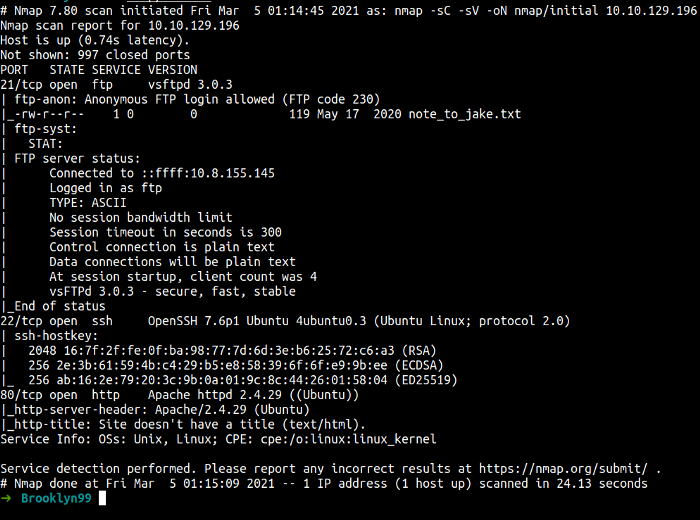 # Nmap 7.80 scan initiated Fri Mar  5 01:14:45 2021 as: nmap -sC -sV -oN nmap/initial 10.10.129.196
Nmap scan report for 10.10.129.196
Host is up (0.74s latency).
Not shown: 997 closed ports
PORT   STATE SERVICE VERSION
21/tcp open  ftp     vsftpd 3.0.3
| ftp-anon: Anonymous FTP login allowed (FTP code 230)
|_-rw-r--r--    1 0        0             119 May 17  2020 note_to_jake.txt
| ftp-syst:
|   STAT:
| FTP server status:
|      Connected to ::ffff:10.8.155.145
|      Logged in as ftp
|      TYPE: ASCII
|      No session bandwidth limit
|      Session timeout in seconds is 300
|      Control connection is plain text
|      Data connections will be plain text
|      At session startup, client count was 4
|      vsFTPd 3.0.3 - secure, fast, stable
|_End of status
22/tcp open  ssh     OpenSSH 7.6p1 Ubuntu 4ubuntu0.3 (Ubuntu Linux; protocol 2.0)
| ssh-hostkey:
|   2048 16:7f:2f:fe:0f:ba:98:77:7d:6d:3e:b6:25:72:c6:a3 (RSA)
|   256 2e:3b:61:59:4b:c4:29:b5:e8:58:39:6f:6f:e9:9b:ee (ECDSA)
|_  256 ab:16:2e:79:20:3c:9b:0a:01:9c:8c:44:26:01:58:04 (ED25519)
80/tcp open  http    Apache httpd 2.4.29 ((Ubuntu))
|_http-server-header: Apache/2.4.29 (Ubuntu)
|_http-title: Site doesn't have a title (text/html).
Service Info: OSs: Unix, Linux; CPE: cpe:/o:linux:linux_kernel

Service detection performed. Please report any incorrect results at https://nmap.org/submit/ .
# Nmap done at Fri Mar  5 01:15:09 2021 -- 1 IP address (1 host up) scanned in 24.13 seconds
➜  Brooklyn99